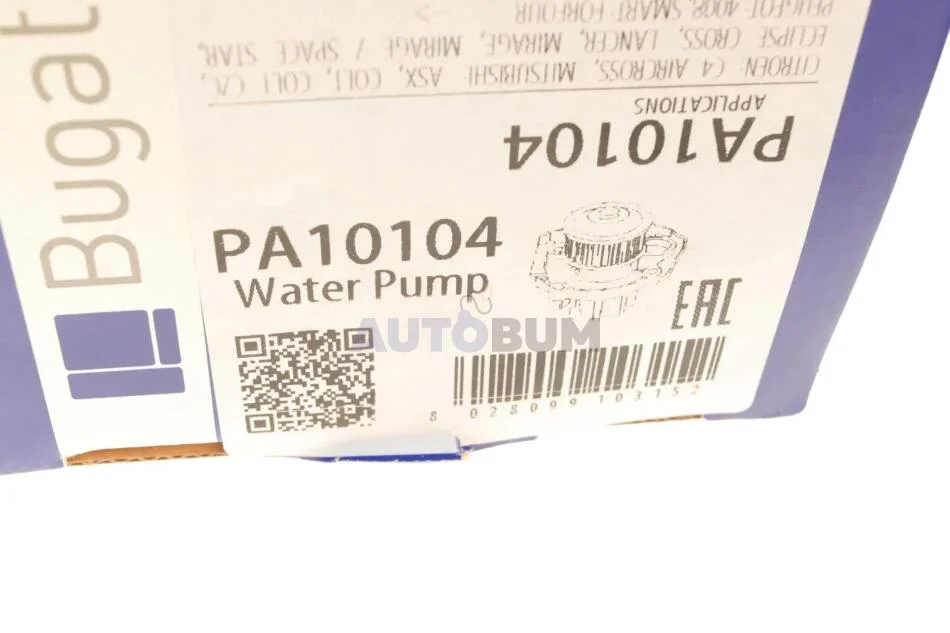 Bugat
PA10104
APPLICATIONS
CITROEN: C4 AIRCROSS, MITSUBISHI: ASX, COLT, COLT CZC,
ECLIPSE CROSS, LANCER, MIRAGE, MIRAGE / SPACE STAR,
PEUGEOT: 4008, SMART: FORFOUR
PA10104
Water Pump
EAC
AUTOBUM
8 028099 103152